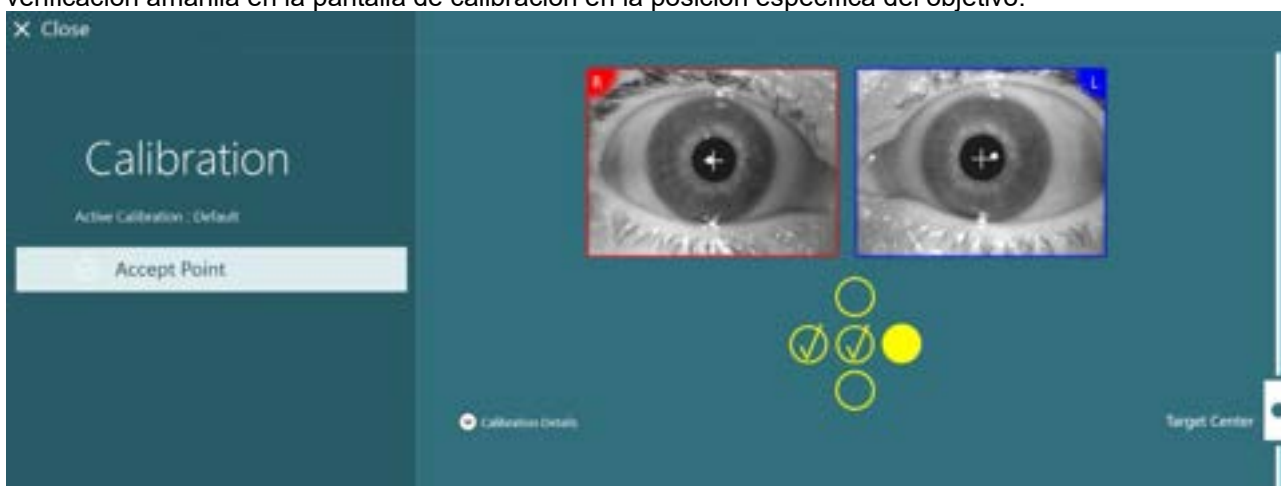 verificación amarilla en la pantalla de calibración en la posición específica del objetivo.
X Close
R
L
Calibration
Active Calibration : Default
Accept Point
Calibration Details
Target Center